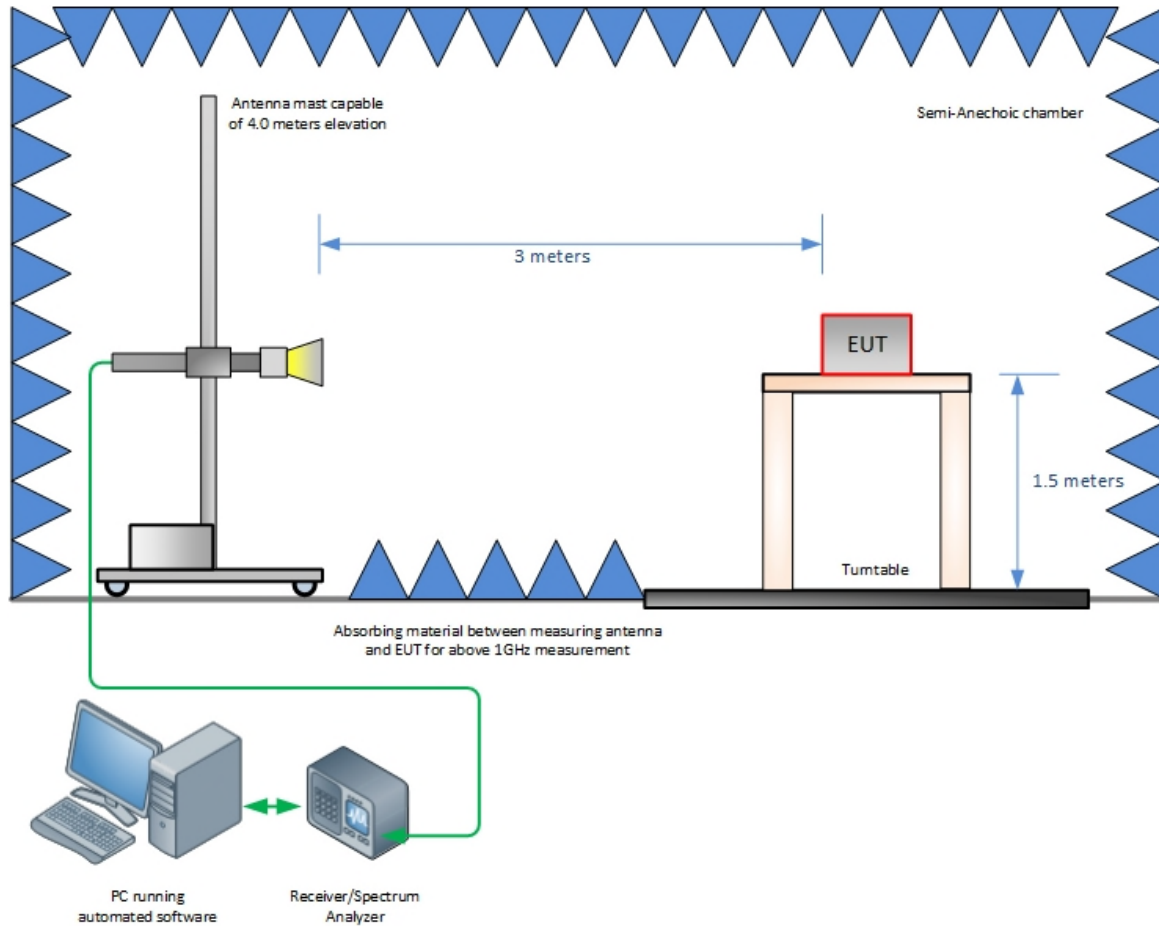 Antenna mast capable
of 4.0 meters elevation
Semi-Anechoic chamber
3 meters
EUT
1.5 meters
Turntable
Absorbing material between measuring antenna
and EUT for above 1GHz measurement
PC running
automated software
Receiver/Spectrum
Analyzer